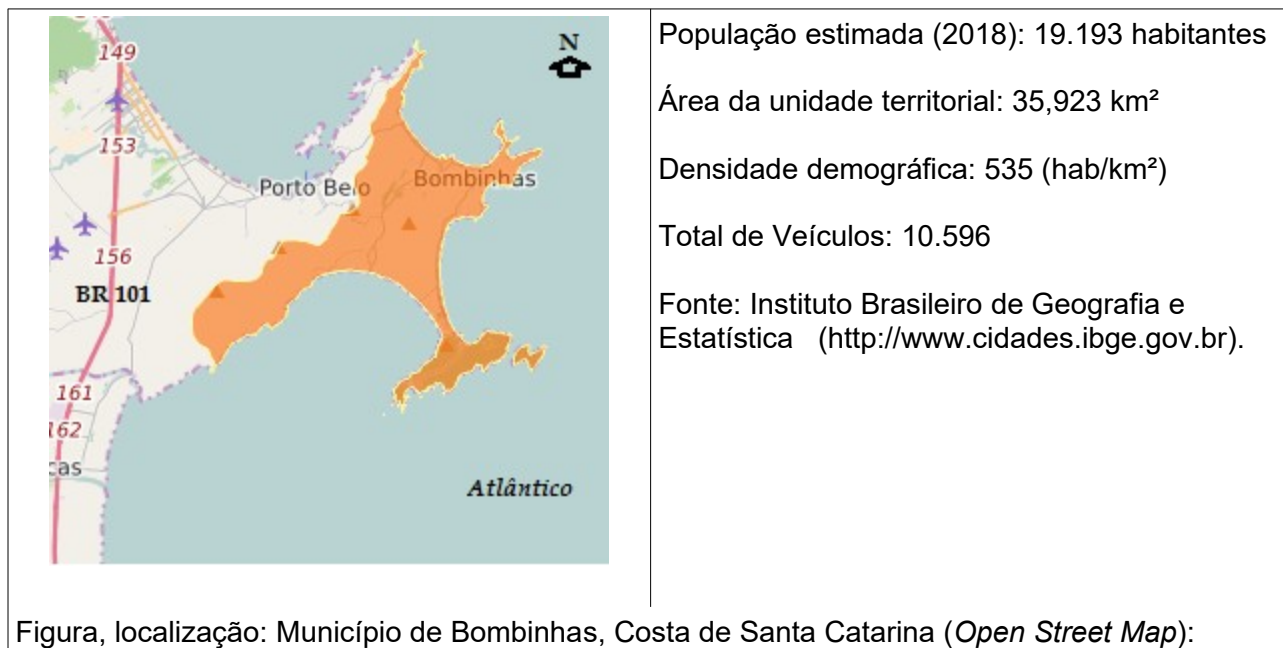 149
N
153
Porto Belo
Bombinhas
156
BR 101
161
162
cas
Atlântico
População estimada (2018): 19.193 habitantes
Área da unidade territorial: 35,923 km²
Densidade demográfica: 535 (hab/km²)
Total de Veículos: 10.596
Fonte: Instituto Brasileiro de Geografia e
Estatística (http://www.cidades.ibge.gov.br).
Figura, localização: Município de Bombinhas, Costa de Santa Catarina (Open Street Map):